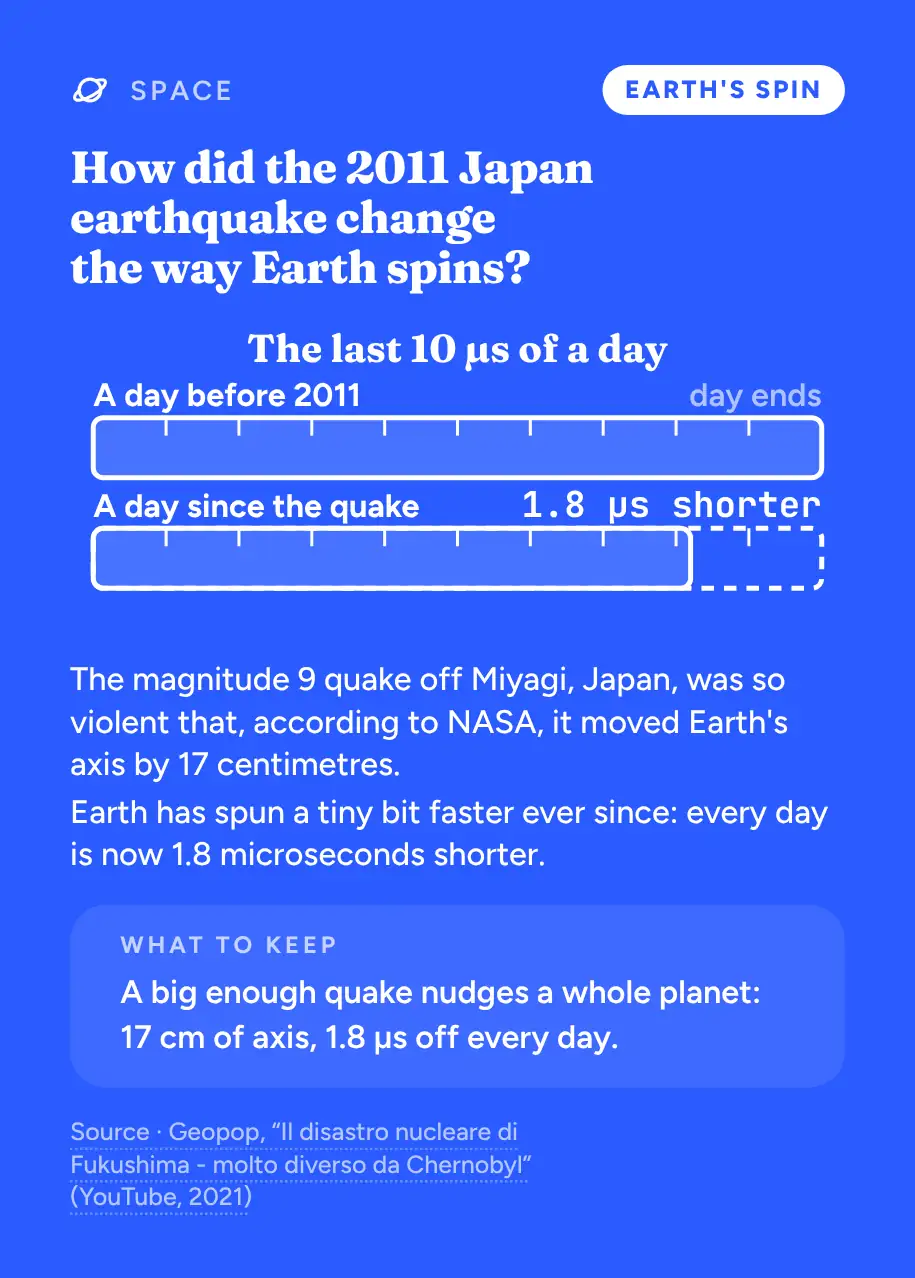 SPACE
EARTH'S SPIN
How did the 2011 Japan
earthquake change
the way Earth spins?
The last 10 µs of a day
A day before 2011
day ends
A day since the quake
1.8 µs shorter
The magnitude 9 quake off Miyagi, Japan, was so
violent that, according to NASA, it moved Earth's
axis by 17 centimetres.
Earth has spun a tiny bit faster ever since: every day
is now 1.8 microseconds shorter.
WHAT TO KEEP
A big enough quake nudges a whole planet:
17 cm of axis, 1.8 µs off every day.
Source · Geopop, “Il disastro nucleare di
Fukushima - molto diverso da Chernobyl”
(YouTube, 2021)